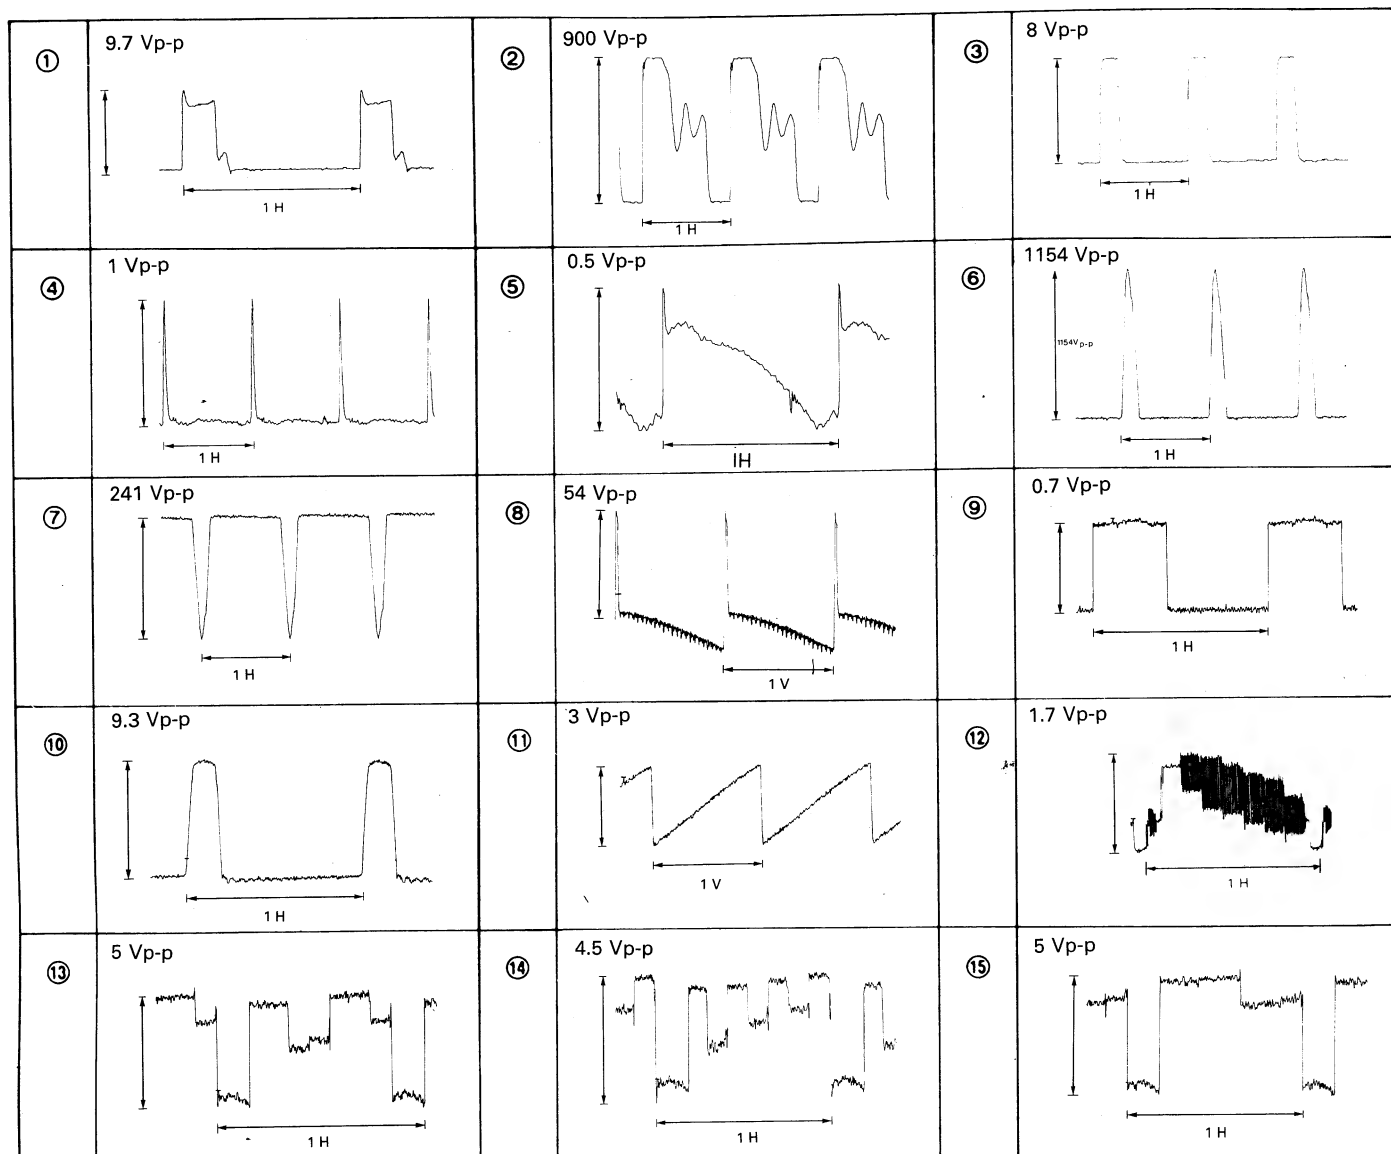 ① 9.7 Vp-p
1 H
② 900 Vp-p
1 H
③ 8 Vp-p
1 H
④ 1 Vp-p
1 H
⑤ 0.5 Vp-p
IH
⑥ 1154 Vp-p
1154Vp-p
1 H
⑦ 241 Vp-p
1 H
⑧ 54 Vp-p
1 V
⑨ 0.7 Vp-p
1 H
⑩ 9.3 Vp-p
1 H
⑪ 3 Vp-p
1 V
⑫ 1.7 Vp-p
1 H
⑬ 5 Vp-p
1 H
⑭ 4.5 Vp-p
1 H
⑮ 5 Vp-p
1 H